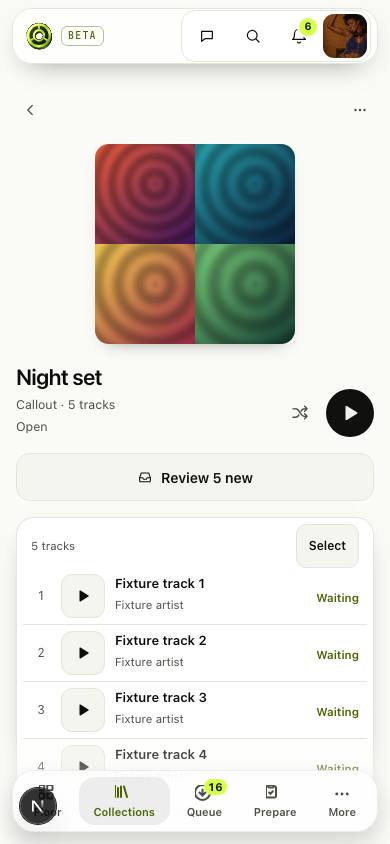 BETA
6
Night set
Callout · 5 tracks
Open
Review 5 new
5 tracks
Select
1
Fixture track 1
Fixture artist
Waiting
2
Fixture track 2
Fixture artist
Waiting
3
Fixture track 3
Fixture artist
Waiting
4
Fixture track 4
Waiting
N
Collections
16
Queue
Prepare
More